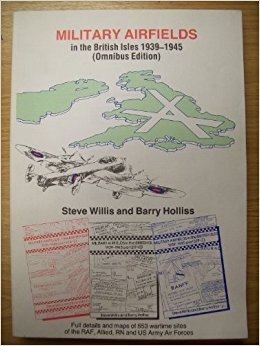 MILITARY AIRFIELDS
in the British Isles 1939-1945
(Omnibus Edition)
Steve Willis and Barry Holliss
Full details and maps of 853 wartime sites
of the RAF, Allied, RN and US Army Air Forces